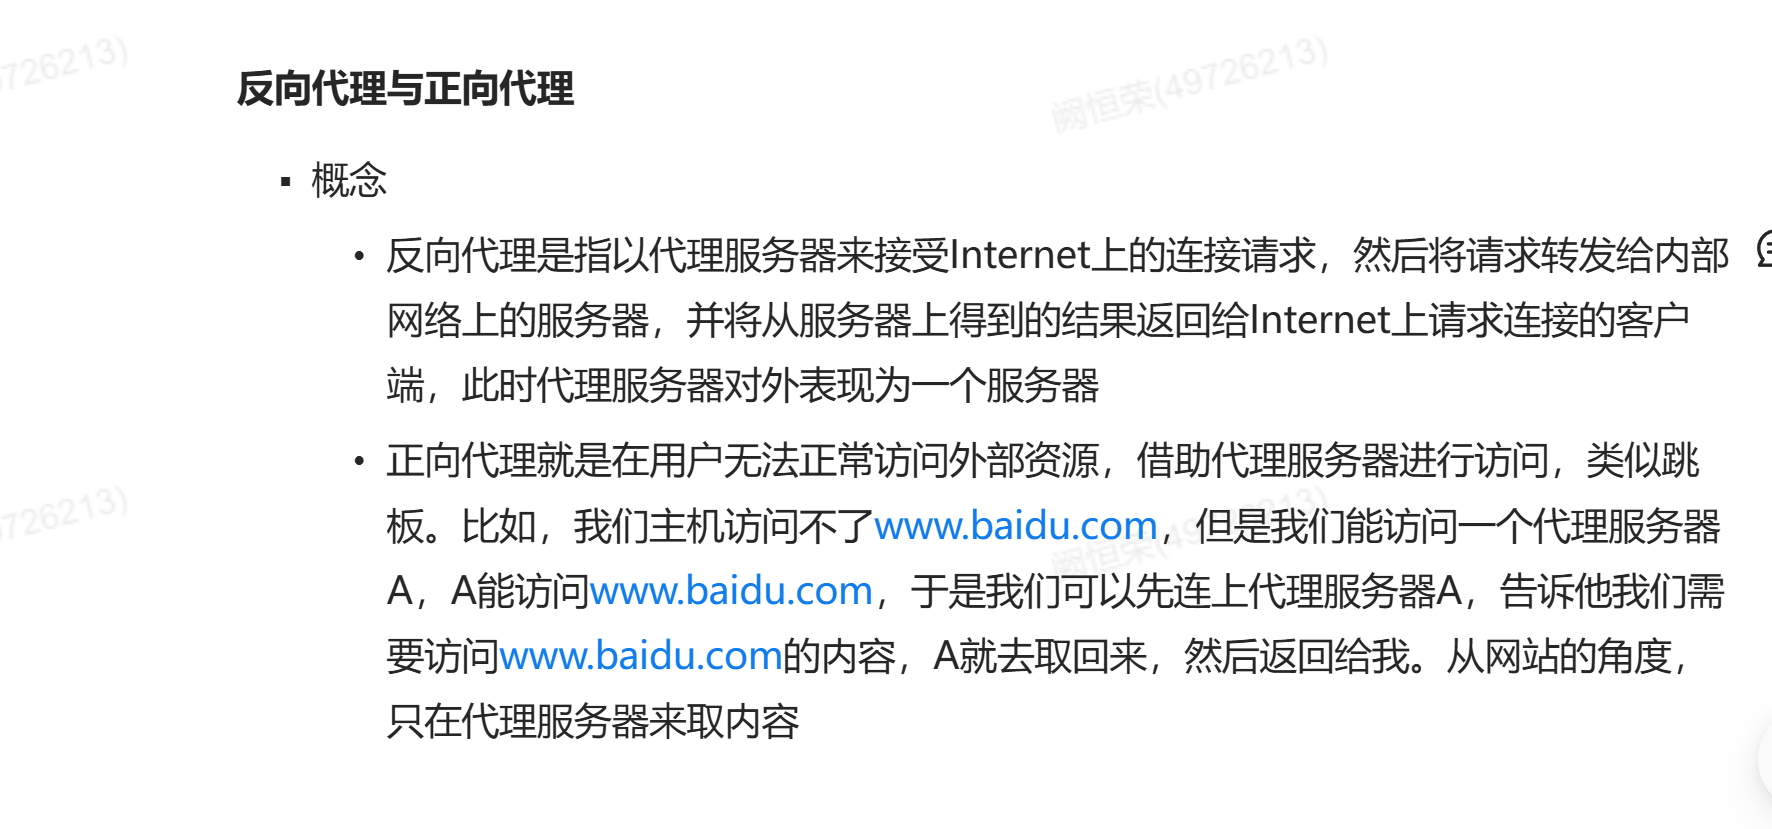 反向代理与正向代理
概念
反向代理是指以代理服务器来接受Internet上的连接请求，然后将请求转发给内部
网络上的服务器，并将从服务器上得到的结果返回给Internet上请求连接的客户
端，此时代理服务器对外表现为一个服务器
正向代理就是在用户无法正常访问外部资源，借助代理服务器进行访问，类似跳
板。比如，我们主机访问不了www.baidu.com，但是我们能访问一个代理服务器
A，A能访问www.baidu.com，于是我们可以先连上代理服务器A，告诉他我们需
要访问www.baidu.com的内容，A就去取回来，然后返回给我。从网站的角度，
只在代理服务器来取内容
阙恒荣(49726213)
阙恒荣(49726213)
9726213)
9726213)